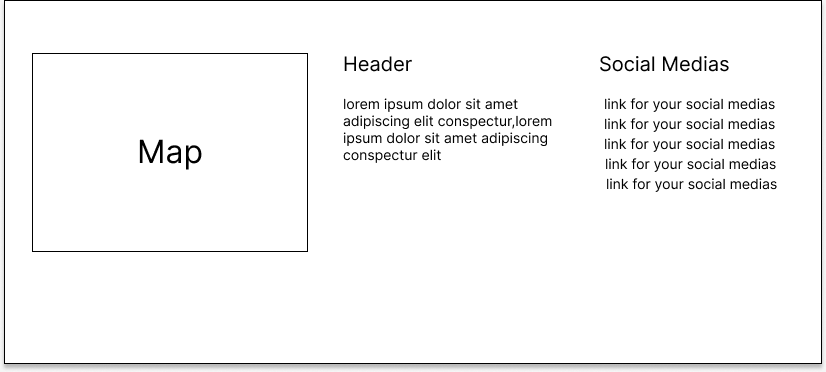 Map
Header
lorem ipsum dolor sit amet
adipiscing elit conspectur,lorem
ipsum dolor sit amet adipiscing
conspectur elit
Social Medias
link for your social medias
link for your social medias
link for your social medias
link for your social medias
link for your social medias